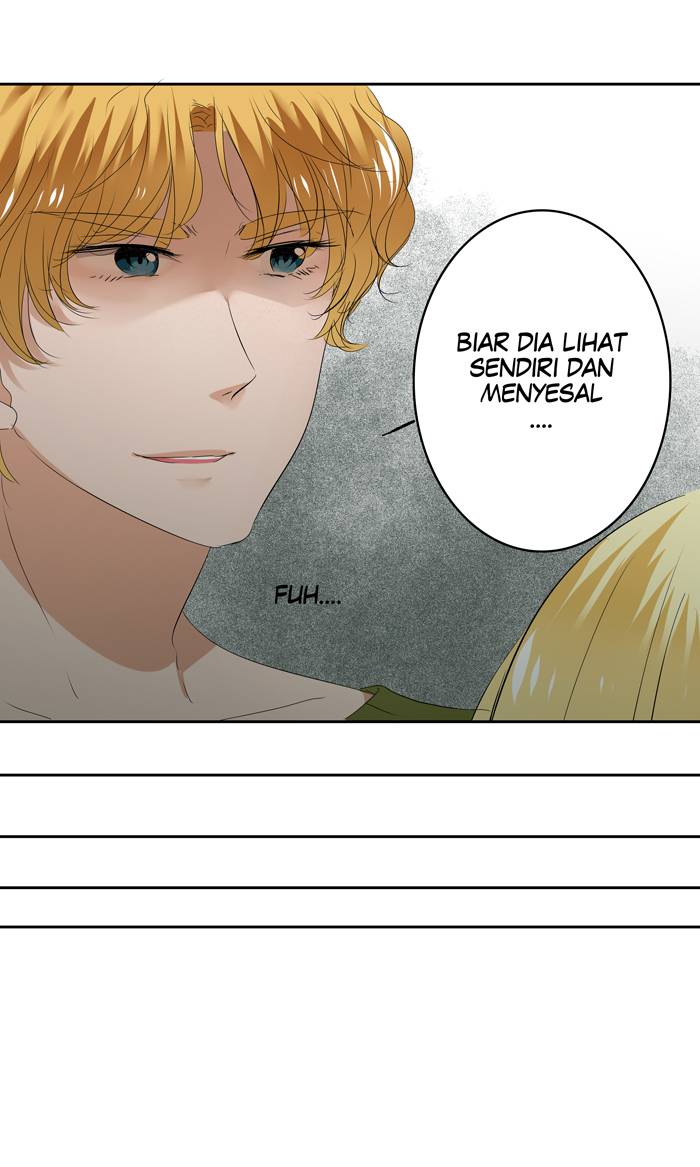 BIAR DIA LIHAT
SENDIRI DAN
MENYESAL
....
FUH....